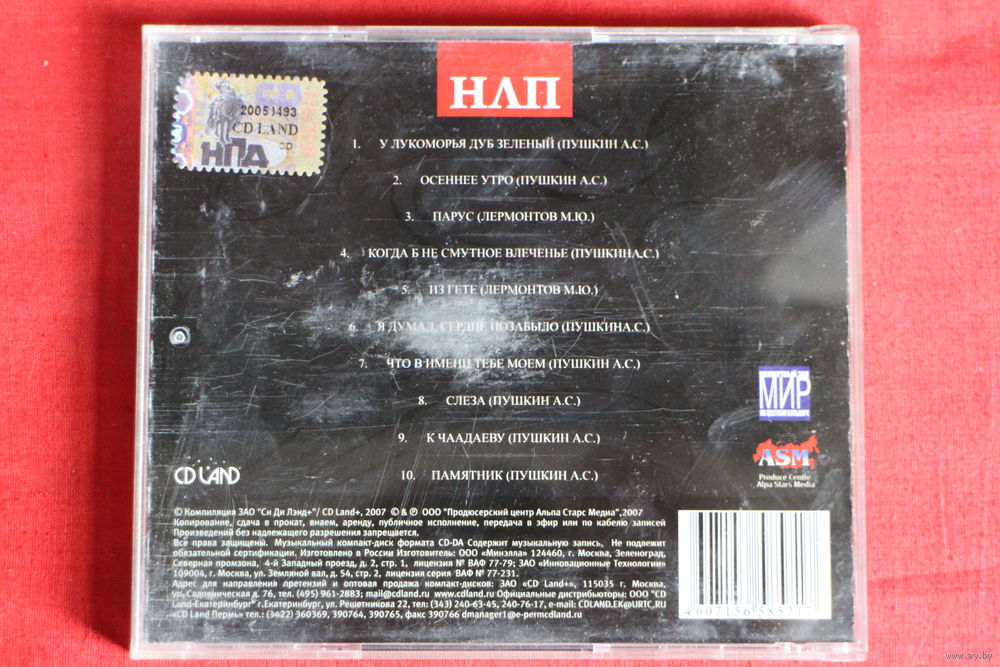 НЛП
20053493
CD LAND
НПД
1. У ЛУКОМОРЬЯ ДУБ ЗЕЛЕНЫЙ (ПУШКИН А.С.)
2. ОСЕННЕЕ УТРО (ПУШКИН А.С.)
3. ПАРУС (ЛЕРМОНТОВ М.Ю.)
4. КОГДА Б НЕ СМУТНОЕ ВЛЕЧЕНЬЕ (ПУШКИНА.С.)
5. ИЗ ГЕТЕ (ЛЕРМОНТОВ М.Ю.)
6. Я ДУМАЛ, СЕРДЦЕ ПОЗАБЫЛО (ПУШКИНА.С.)
7. ЧТО В ИМЕНИ ТЕБЕ МОЕМ (ПУШКИН А.С.)
8. СЛЕЗА (ПУШКИН А.С.)
9. К ЧААДАЕВУ (ПУШКИН А.С.)
10. ПАМЯТНИК (ПУШКИН А.С.)
КОНЦЕРТНЫЙ ЗАЛ
МИР
НА ЦВЕТНОМ БУЛЬВАРЕ
ASM
Produce Centre
Alpa Stars Media
CD LAND
© Компиляция ЗАО "Си Ди Лэнд+"/ CD Land+, 2007 © & ℗ ООО "Продюсерский центр Альпа Старс Медиа",2007
Копирование, сдача в прокат, внаем, аренду, публичное исполнение, передача в эфир или по кабелю записей
Произведений без надлежащего разрешения запрещается.
Все права защищены. Музыкальный компакт-диск формата CD-DA Содержит музыкальную запись, Не подлежит
обязательной сертификации. Изготовлено в России Изготовитель: ООО «МИНЭЛЛА» 124460, г. Москва, Зеленоград,
Северная промзона, 4-й Западный проезд, д. 2, стр. 1, лицензия № ВАФ 77-79; ЗАО «Инновационные Технологии»
109004, г. Москва, ул. Земляной вал, д. 54, стр. 2, лицензия серия ВАФ № 77-231.
Адрес для направления претензий и оптовая продажа компакт-дисков: ЗАО «CD Land+», 115035 г. Москва,
ул. Садовническая д. 76, тел. (495) 961-2883; mail@cdland.ru www.cdland.ru Официальные дистрибьюторы: ООО "CD
Land-Екатеринбург" г.Екатеринбург, ул. Решетникова 22, тел; (343) 240-63-45, 240-76-17, e-mail: CDLAND.EK@URTC.RU
«CD Land Пермь» тел.: (3422) 360369, 390764, 390765, факс 390766 dmanager1@e-permcdland.ru
4607156585717
www.ay.by